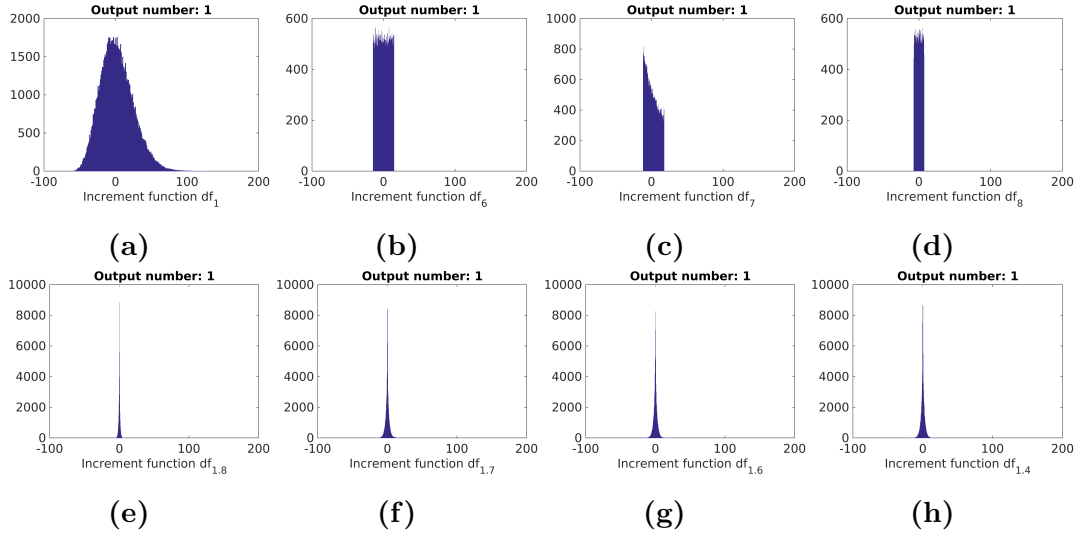 Output number: 1
2000
1500
1000
500
0
-100 0 100 200
Increment function df1
(a)
Output number: 1
600
400
200
0
-100 0 100 200
Increment function df6
(b)
Output number: 1
1000
800
600
400
200
0
-100 0 100 200
Increment function df7
(c)
Output number: 1
600
400
200
0
-100 0 100 200
Increment function df8
(d)
Output number: 1
10000
8000
6000
4000
2000
0
-100 0 100 200
Increment function df1.8
(e)
Output number: 1
10000
8000
6000
4000
2000
0
-100 0 100 200
Increment function df1.7
(f)
Output number: 1
10000
8000
6000
4000
2000
0
-100 0 100 200
Increment function df1.6
(g)
Output number: 1
10000
8000
6000
4000
2000
0
-100 0 100 200
Increment function df1.4
(h)